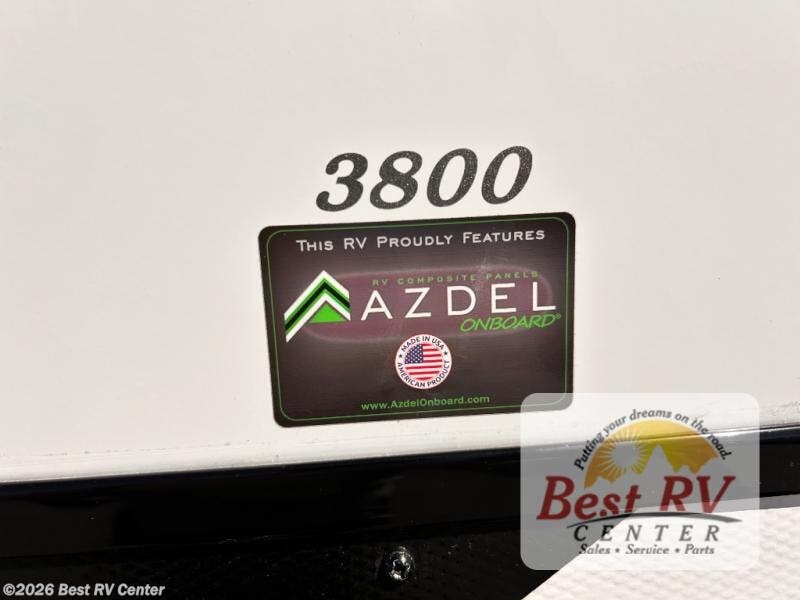 3800
This RV Proudly Features
RV COMPOSITE PANELS
AZDEL
ONBOARD®
MADE IN USA
AMERICAN PRODUCT
www.AzdelOnboard.com
Putting your dreams on the road.
Best RV
CENTER
Sales • Service • Parts
©2026 Best RV Center